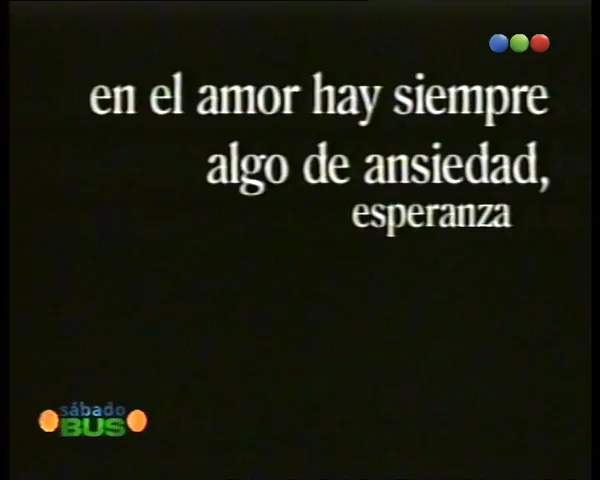 en el amor hay siempre
algo de ansiedad,
esperanza
sábado
BUS